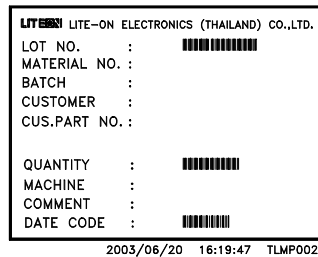 LITEON LITE-ON ELECTRONICS (THAILAND) CO.,LTD.
LOT NO. :
MATERIAL NO. :
BATCH :
CUSTOMER :
CUS.PART NO. :
QUANTITY :
MACHINE :
COMMENT :
DATE CODE :
2003/06/20 16:19:47 TLMP002